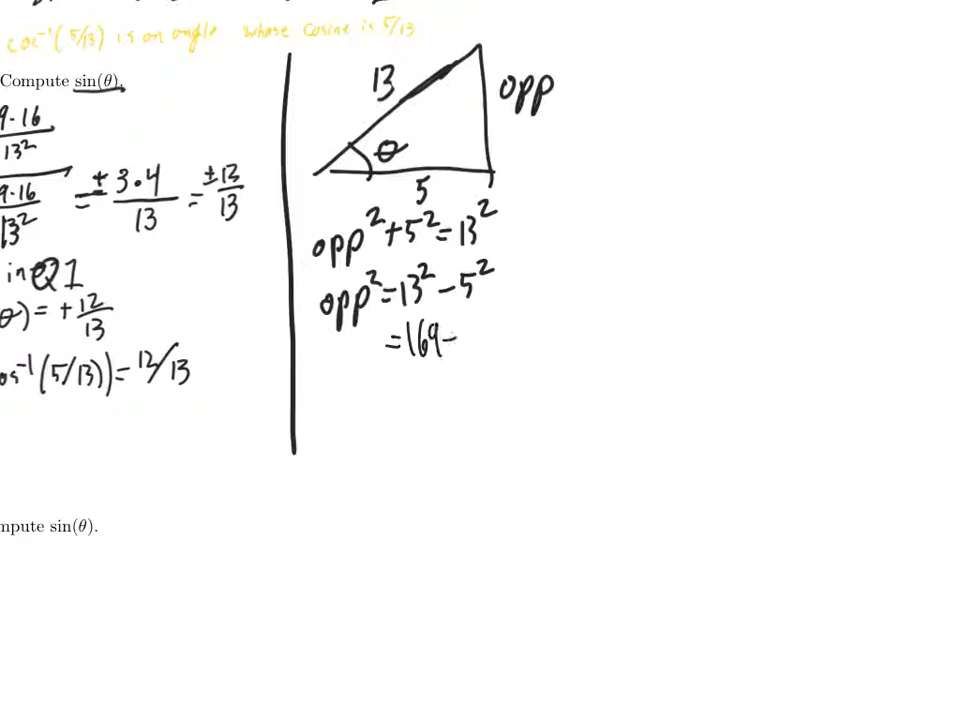 cos⁻¹(5/13) is an angle whose cosine is 5/13
Compute sin(θ).
9·16
13²
9·16
13²
= ±3·4/13 = ±12/13
in Q1
θ) = +12/13
os⁻¹(5/13)) = 12/13
13
opp
θ
5
opp² + 5² = 13²
opp² = 13² − 5²
= 169 −
mpute sin(θ).